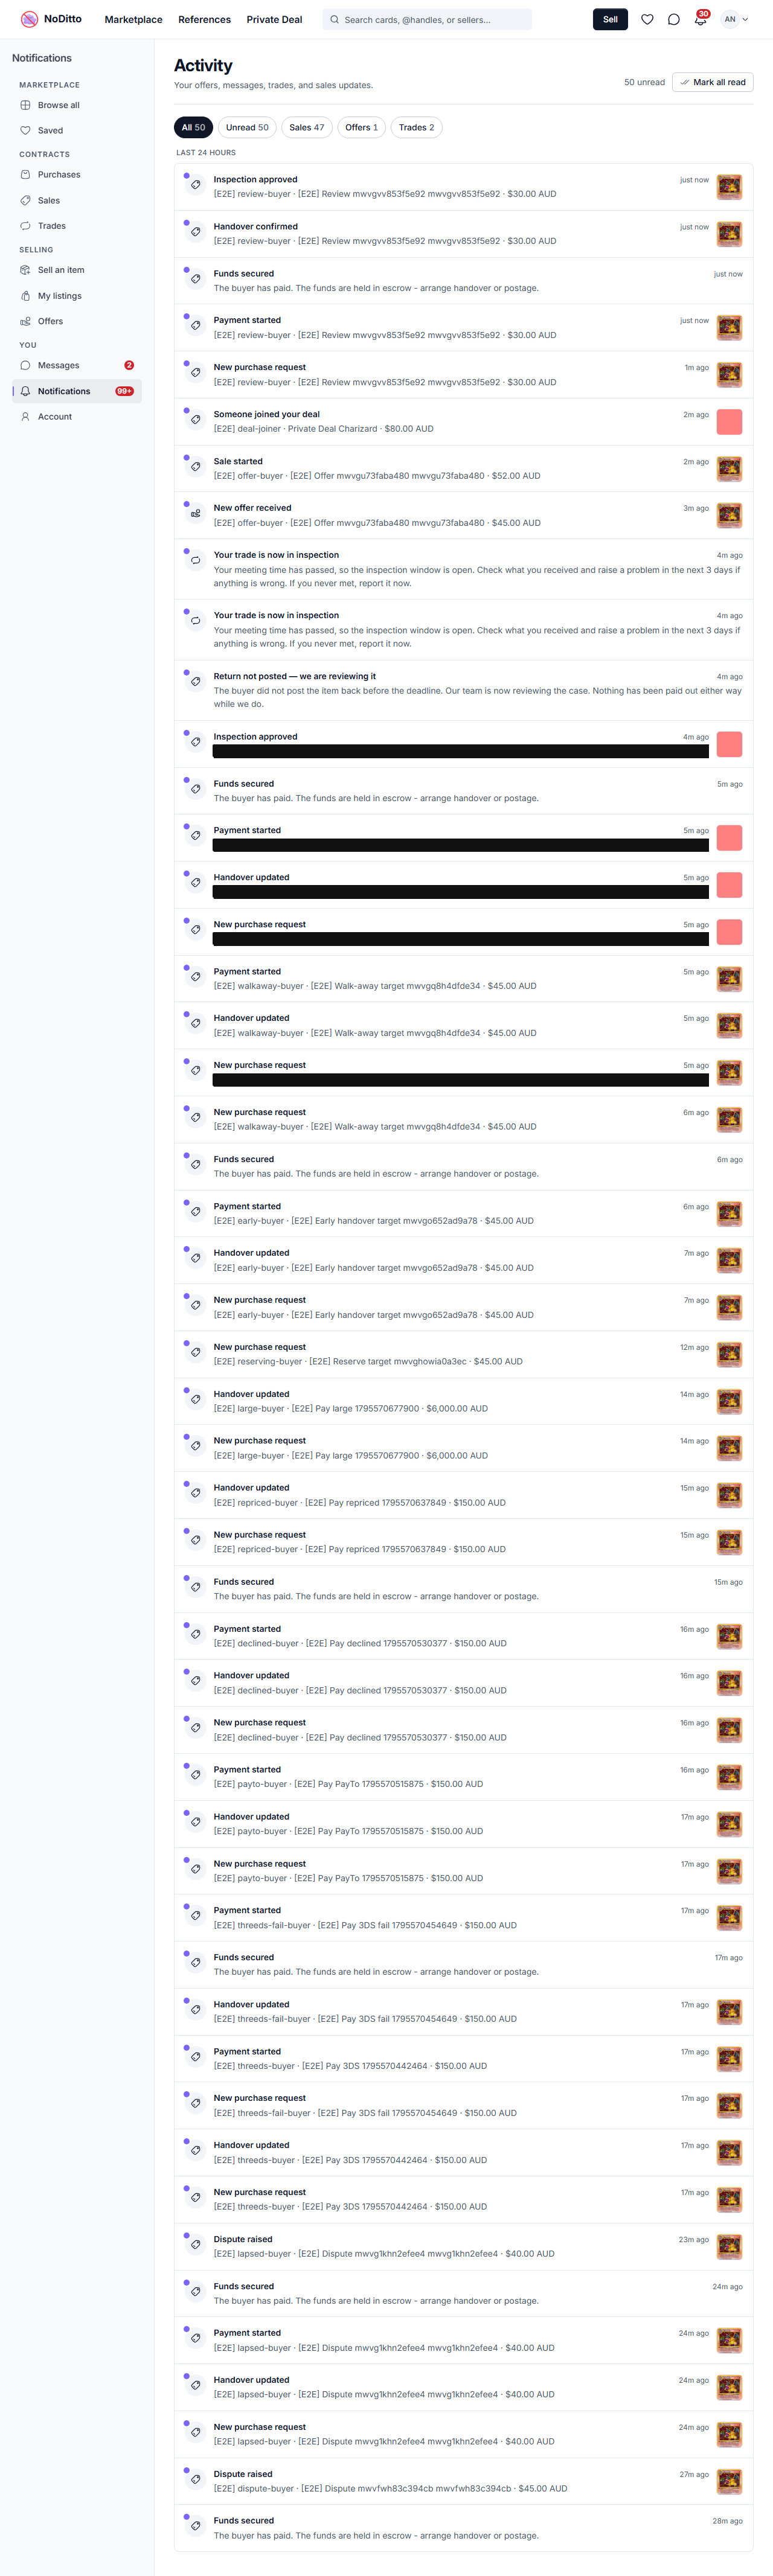 NoDitto
Marketplace
References
Private Deal
Search cards, @handles, or sellers...
Sell
30
AN
Notifications
MARKETPLACE
Browse all
Saved
CONTRACTS
Purchases
Sales
Trades
SELLING
Sell an item
My listings
Offers
YOU
Messages 2
Notifications 99+
Account
Activity
Your offers, messages, trades, and sales updates.
50 unread
Mark all read
All 50
Unread 50
Sales 47
Offers 1
Trades 2
LAST 24 HOURS
Inspection approved just now
[E2E] review-buyer · [E2E] Review mwvgvv853f5e92 mwvgvv853f5e92 · $30.00 AUD
Handover confirmed just now
[E2E] review-buyer · [E2E] Review mwvgvv853f5e92 mwvgvv853f5e92 · $30.00 AUD
Funds secured just now
The buyer has paid. The funds are held in escrow - arrange handover or postage.
Payment started just now
[E2E] review-buyer · [E2E] Review mwvgvv853f5e92 mwvgvv853f5e92 · $30.00 AUD
New purchase request 1m ago
[E2E] review-buyer · [E2E] Review mwvgvv853f5e92 mwvgvv853f5e92 · $30.00 AUD
Someone joined your deal 2m ago
[E2E] deal-joiner · Private Deal Charizard · $80.00 AUD
Sale started 2m ago
[E2E] offer-buyer · [E2E] Offer mwvgu73faba480 mwvgu73faba480 · $52.00 AUD
New offer received 3m ago
[E2E] offer-buyer · [E2E] Offer mwvgu73faba480 mwvgu73faba480 · $45.00 AUD
Your trade is now in inspection 4m ago
Your meeting time has passed, so the inspection window is open. Check what you received and raise a problem in the next 3 days if
anything is wrong. If you never met, report it now.
Your trade is now in inspection 4m ago
Your meeting time has passed, so the inspection window is open. Check what you received and raise a problem in the next 3 days if
anything is wrong. If you never met, report it now.
Return not posted — we are reviewing it 4m ago
The buyer did not post the item back before the deadline. Our team is now reviewing the case. Nothing has been paid out either way
while we do.
Inspection approved 4m ago
Funds secured 5m ago
The buyer has paid. The funds are held in escrow - arrange handover or postage.
Payment started 5m ago
Handover updated 5m ago
New purchase request 5m ago
Payment started 5m ago
[E2E] walkaway-buyer · [E2E] Walk-away target mwvgq8h4dfde34 · $45.00 AUD
Handover updated 5m ago
[E2E] walkaway-buyer · [E2E] Walk-away target mwvgq8h4dfde34 · $45.00 AUD
New purchase request 5m ago
New purchase request 6m ago
[E2E] walkaway-buyer · [E2E] Walk-away target mwvgq8h4dfde34 · $45.00 AUD
Funds secured 6m ago
The buyer has paid. The funds are held in escrow - arrange handover or postage.
Payment started 6m ago
[E2E] early-buyer · [E2E] Early handover target mwvgo652ad9a78 · $45.00 AUD
Handover updated 7m ago
[E2E] early-buyer · [E2E] Early handover target mwvgo652ad9a78 · $45.00 AUD
New purchase request 7m ago
[E2E] early-buyer · [E2E] Early handover target mwvgo652ad9a78 · $45.00 AUD
New purchase request 12m ago
[E2E] reserving-buyer · [E2E] Reserve target mwvghowia0a3ec · $45.00 AUD
Handover updated 14m ago
[E2E] large-buyer · [E2E] Pay large 1795570677900 · $6,000.00 AUD
New purchase request 14m ago
[E2E] large-buyer · [E2E] Pay large 1795570677900 · $6,000.00 AUD
Handover updated 15m ago
[E2E] repriced-buyer · [E2E] Pay repriced 1795570637849 · $150.00 AUD
New purchase request 15m ago
[E2E] repriced-buyer · [E2E] Pay repriced 1795570637849 · $150.00 AUD
Funds secured 15m ago
The buyer has paid. The funds are held in escrow - arrange handover or postage.
Payment started 16m ago
[E2E] declined-buyer · [E2E] Pay declined 1795570530377 · $150.00 AUD
Handover updated 16m ago
[E2E] declined-buyer · [E2E] Pay declined 1795570530377 · $150.00 AUD
New purchase request 16m ago
[E2E] declined-buyer · [E2E] Pay declined 1795570530377 · $150.00 AUD
Payment started 16m ago
[E2E] payto-buyer · [E2E] Pay PayTo 1795570515875 · $150.00 AUD
Handover updated 17m ago
[E2E] payto-buyer · [E2E] Pay PayTo 1795570515875 · $150.00 AUD
New purchase request 17m ago
[E2E] payto-buyer · [E2E] Pay PayTo 1795570515875 · $150.00 AUD
Payment started 17m ago
[E2E] threeds-fail-buyer · [E2E] Pay 3DS fail 1795570454649 · $150.00 AUD
Funds secured 17m ago
The buyer has paid. The funds are held in escrow - arrange handover or postage.
Handover updated 17m ago
[E2E] threeds-fail-buyer · [E2E] Pay 3DS fail 1795570454649 · $150.00 AUD
Payment started 17m ago
[E2E] threeds-buyer · [E2E] Pay 3DS 1795570442464 · $150.00 AUD
New purchase request 17m ago
[E2E] threeds-fail-buyer · [E2E] Pay 3DS fail 1795570454649 · $150.00 AUD
Handover updated 17m ago
[E2E] threeds-buyer · [E2E] Pay 3DS 1795570442464 · $150.00 AUD
New purchase request 17m ago
[E2E] threeds-buyer · [E2E] Pay 3DS 1795570442464 · $150.00 AUD
Dispute raised 23m ago
[E2E] lapsed-buyer · [E2E] Dispute mwvg1khn2efee4 mwvg1khn2efee4 · $40.00 AUD
Funds secured 24m ago
The buyer has paid. The funds are held in escrow - arrange handover or postage.
Payment started 24m ago
[E2E] lapsed-buyer · [E2E] Dispute mwvg1khn2efee4 mwvg1khn2efee4 · $40.00 AUD
Handover updated 24m ago
[E2E] lapsed-buyer · [E2E] Dispute mwvg1khn2efee4 mwvg1khn2efee4 · $40.00 AUD
New purchase request 24m ago
[E2E] lapsed-buyer · [E2E] Dispute mwvg1khn2efee4 mwvg1khn2efee4 · $40.00 AUD
Dispute raised 27m ago
[E2E] dispute-buyer · [E2E] Dispute mwvfwh83c394cb mwvfwh83c394cb · $45.00 AUD
Funds secured 28m ago
The buyer has paid. The funds are held in escrow - arrange handover or postage.